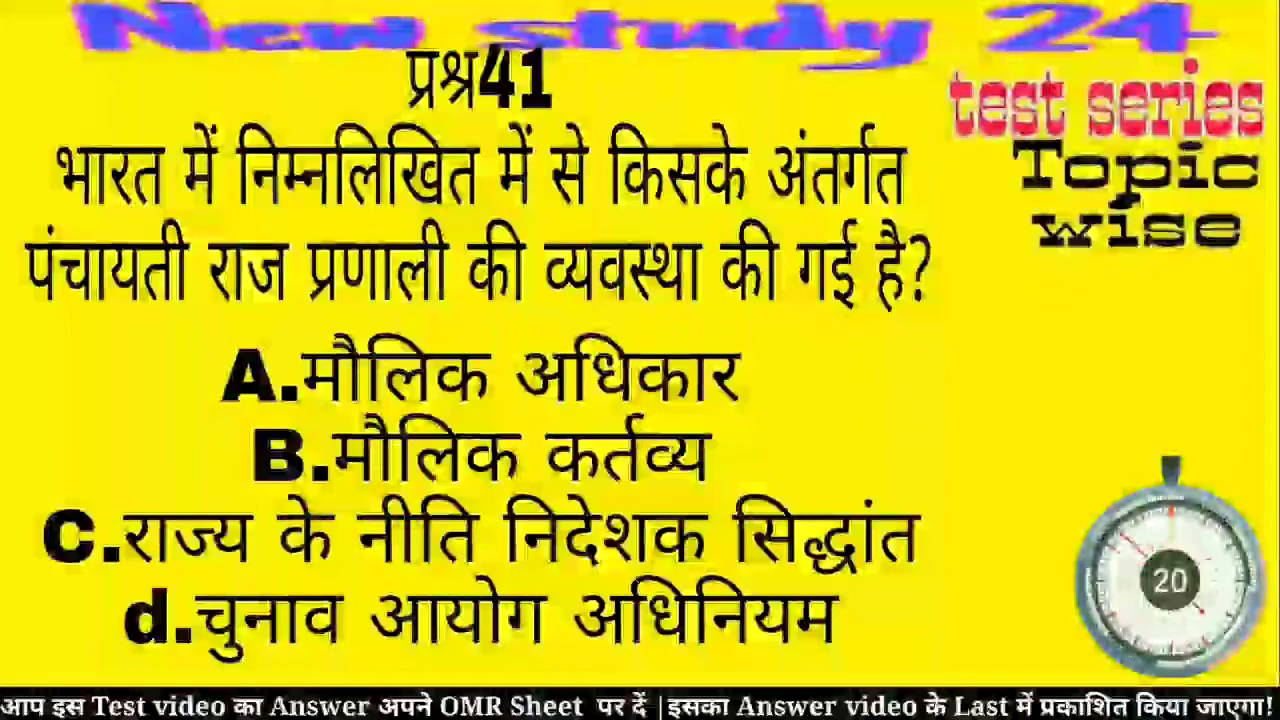 New study 24
test series
Topic
wise
प्रश्न41
भारत में निम्नलिखित में से किसके अंतर्गत
पंचायती राज प्रणाली की व्यवस्था की गई है?
A.मौलिक अधिकार
B.मौलिक कर्तव्य
C.राज्य के नीति निदेशक सिद्धांत
d.चुनाव आयोग अधिनियम
20
आप इस Test video का Answer अपने OMR Sheet पर दें |इसका Answer video के Last में प्रकाशित किया जाएगा!